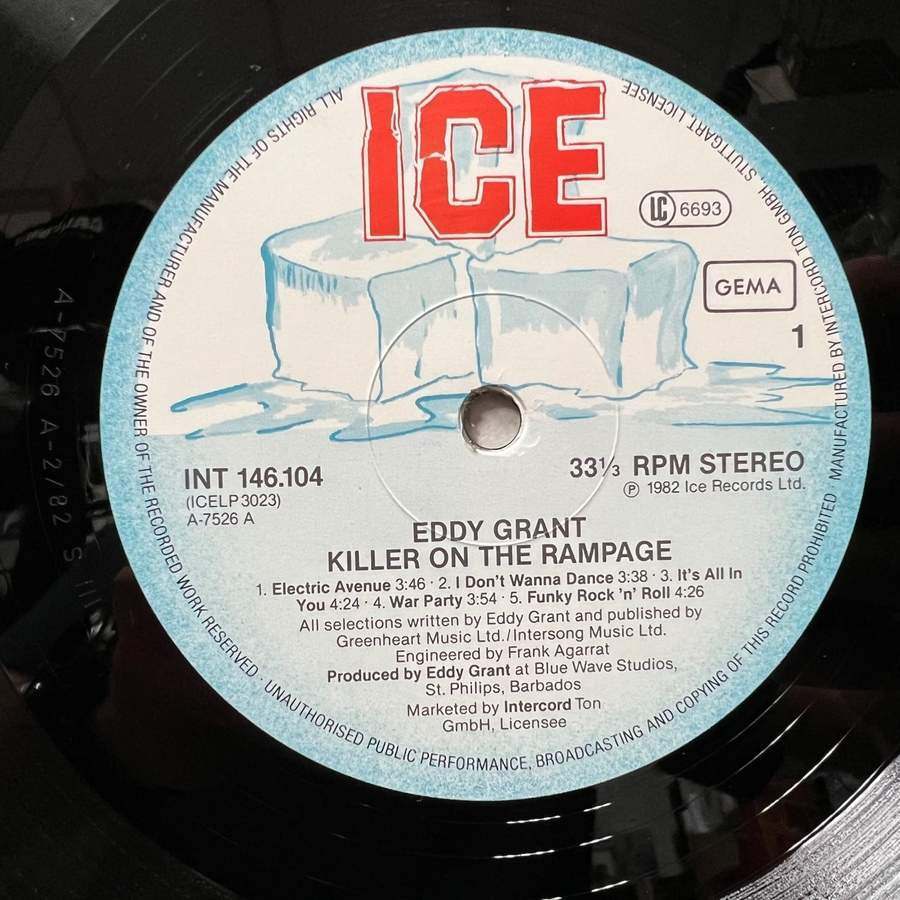 ICE
LC 6693
GEMA
1
INT 146.104
(ICELP 3023)
A-7526 A
33 1/3 RPM STEREO
Ⓟ 1982 Ice Records Ltd.
EDDY GRANT
KILLER ON THE RAMPAGE
1. Electric Avenue 3:46 · 2. I Don't Wanna Dance 3:38 · 3. It's All In
You 4:24 · 4. War Party 3:54 · 5. Funky Rock 'n' Roll 4:26
All selections written by Eddy Grant and published by
Greenheart Music Ltd./Intersong Music Ltd.
Engineered by Frank Agarrat
Produced by Eddy Grant at Blue Wave Studios,
St. Philips, Barbados
Marketed by Intercord Ton
GmbH, Licensee
ALL RIGHTS OF THE MANUFACTURER AND OF THE OWNER OF THE RECORDED WORK RESERVED · UNAUTHORISED PUBLIC PERFORMANCE, BROADCASTING AND COPYING OF THIS RECORD PROHIBITED MANUFACTURED BY INTERCORD TON GMBH, STUTTGART LICENSEE
A-7526 A-2/82 S